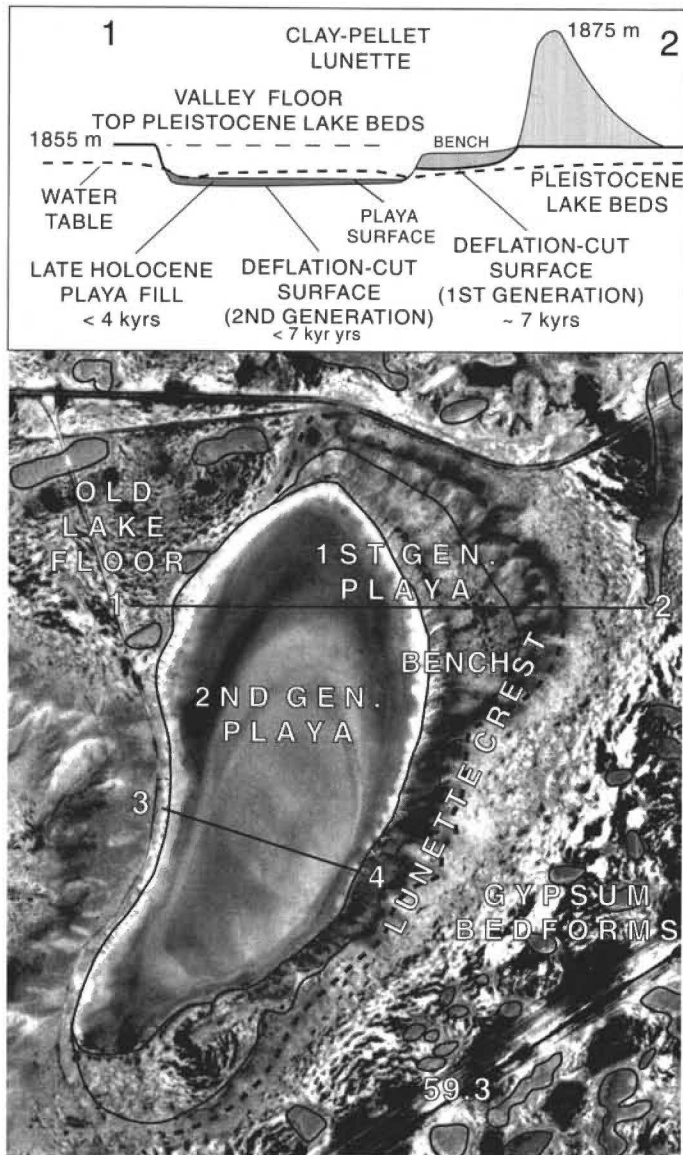 1
CLAY-PELLET
LUNETTE
1875 m
2
VALLEY FLOOR
TOP PLEISTOCENE LAKE BEDS
1855 m
BENCH
WATER
TABLE
PLAYA
SURFACE
PLEISTOCENE
LAKE BEDS
LATE HOLOCENE
PLAYA FILL
< 4 kyrs
DEFLATION-CUT
SURFACE
(2ND GENERATION)
< 7 kyr yrs
DEFLATION-CUT
SURFACE
(1ST GENERATION)
~ 7 kyrs
OLD
LAKE
FLOOR
1ST GEN.
PLAYA
1
2
BENCH
2ND GEN.
PLAYA
LUNETTE CREST
3
4
GYPSUM
BEDFORMS
59.3